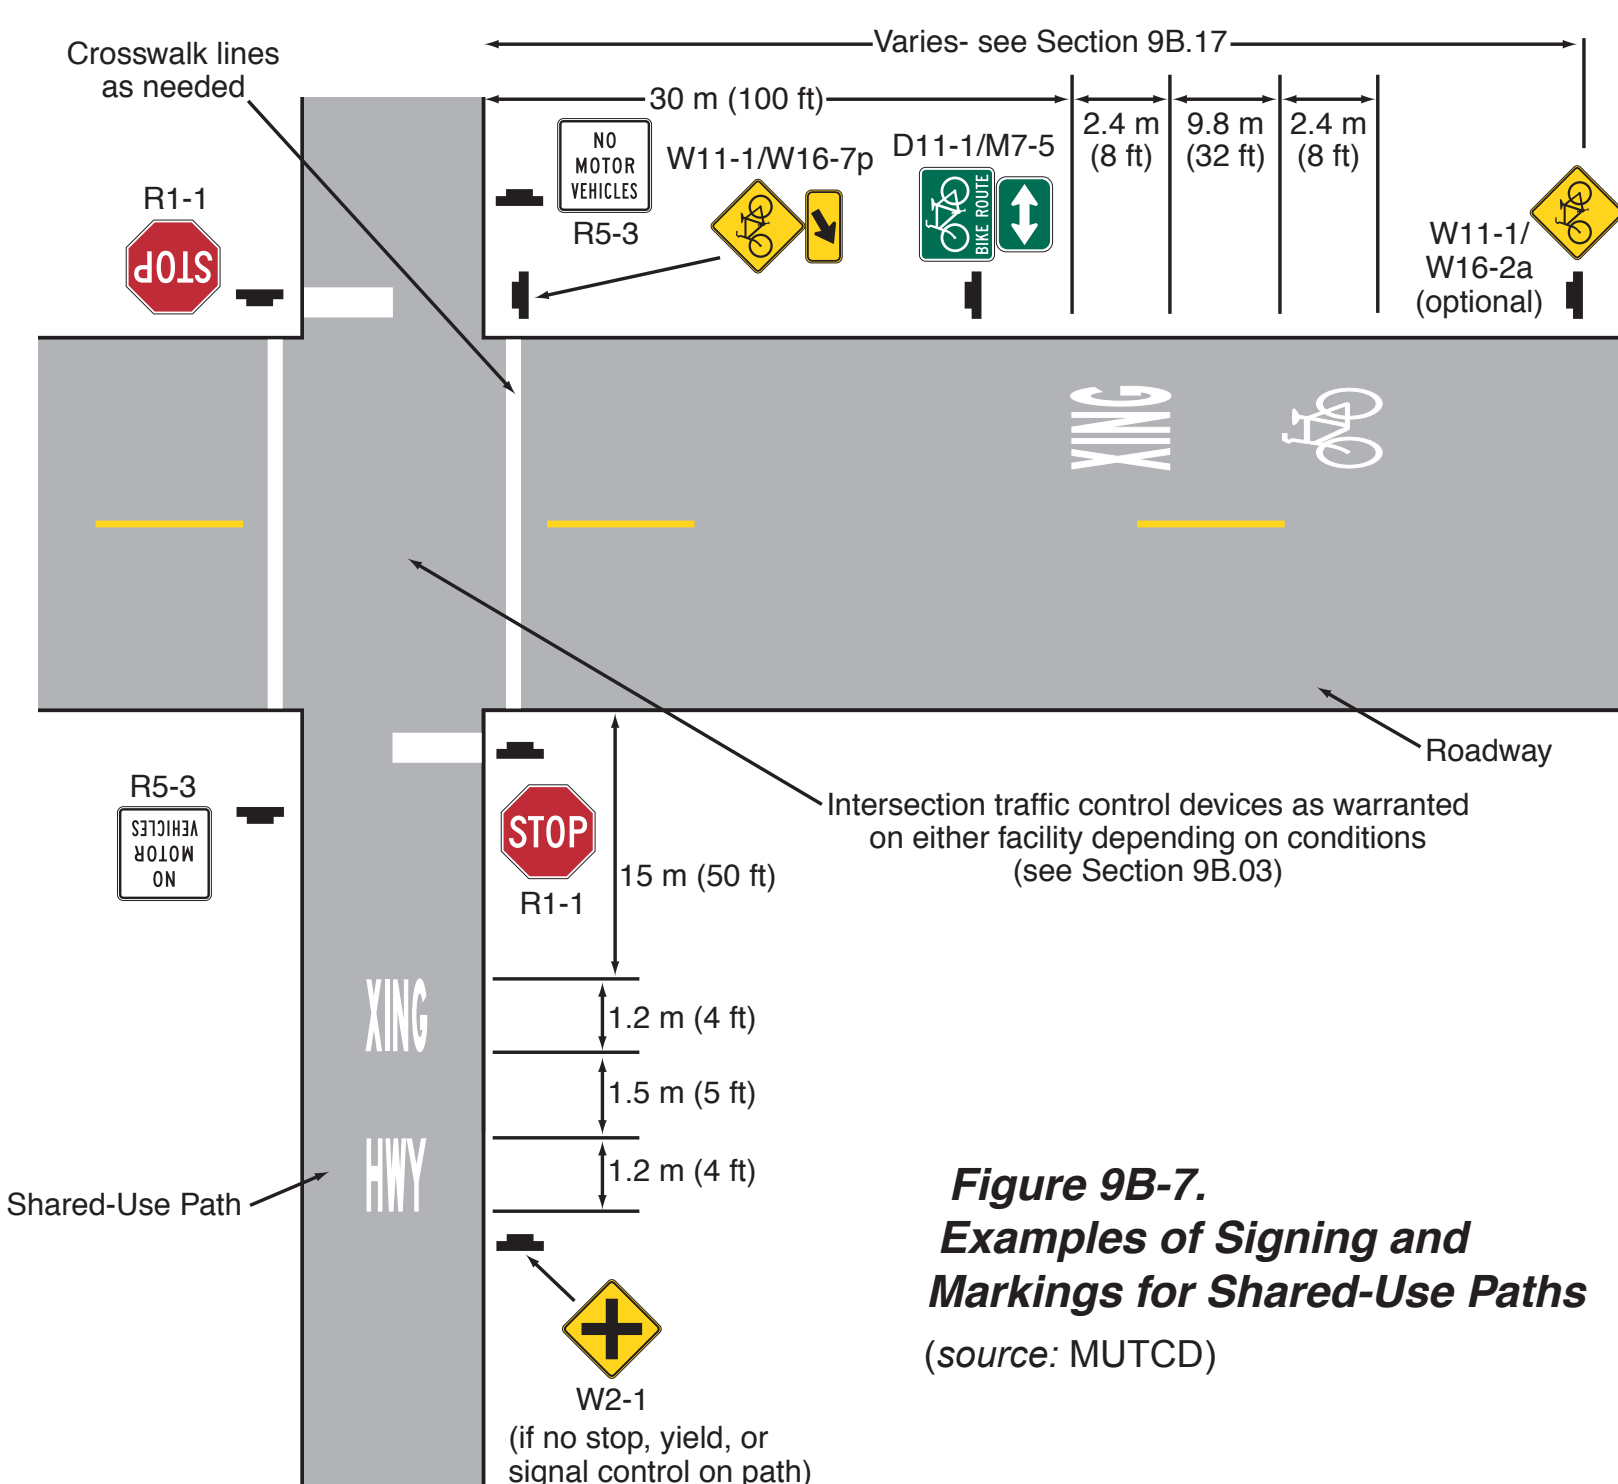 Crosswalk lines
as needed
Varies- see Section 9B.17
30 m (100 ft)
2.4 m
(8 ft)
9.8 m
(32 ft)
2.4 m
(8 ft)
NO
MOTOR
VEHICLES
R5-3
W11-1/W16-7p
D11-1/M7-5
BIKE ROUTE
W11-1/
W16-2a
(optional)
R1-1
STOP
XING
Roadway
Intersection traffic control devices as warranted
on either facility depending on conditions
(see Section 9B.03)
R5-3
NO
MOTOR
VEHICLES
STOP
R1-1
15 m (50 ft)
XING
1.2 m (4 ft)
1.5 m (5 ft)
HWY
1.2 m (4 ft)
Shared-Use Path
W2-1
(if no stop, yield, or
signal control on path)
Figure 9B-7.
Examples of Signing and
Markings for Shared-Use Paths
(source: MUTCD)